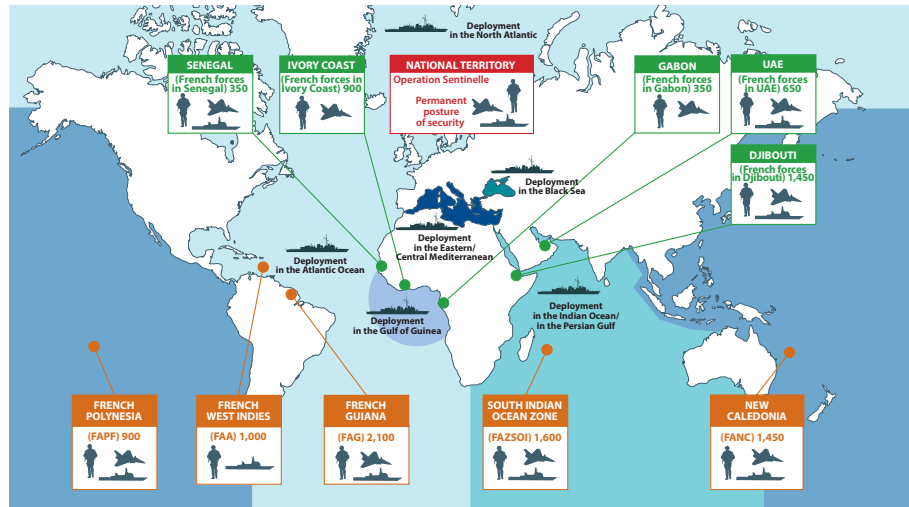 Deployment
in the North Atlantic
SENEGAL
(French forces
in Senegal) 350
IVORY COAST
(French forces in
Ivory Coast) 900
NATIONAL TERRITORY
Operation Sentinelle
Permanent
posture
of security
GABON
(French forces
in Gabon) 350
UAE
(French forces
in UAE) 650
DJIBOUTI
(French forces
in Djibouti) 1,450
Deployment
in the Black Sea
Deployment
in the Eastern/
Central Mediterranean
Deployment
in the Atlantic Ocean
Deployment
in the Gulf of Guinea
Deployment
in the Indian Ocean/
in the Persian Gulf
FRENCH
POLYNESIA
(FAPF) 900
FRENCH
WEST INDIES
(FAA) 1,000
FRENCH
GUIANA
(FAG) 2,100
SOUTH INDIAN
OCEAN ZONE
(FAZSOI) 1,600
NEW
CALEDONIA
(FANC) 1,450